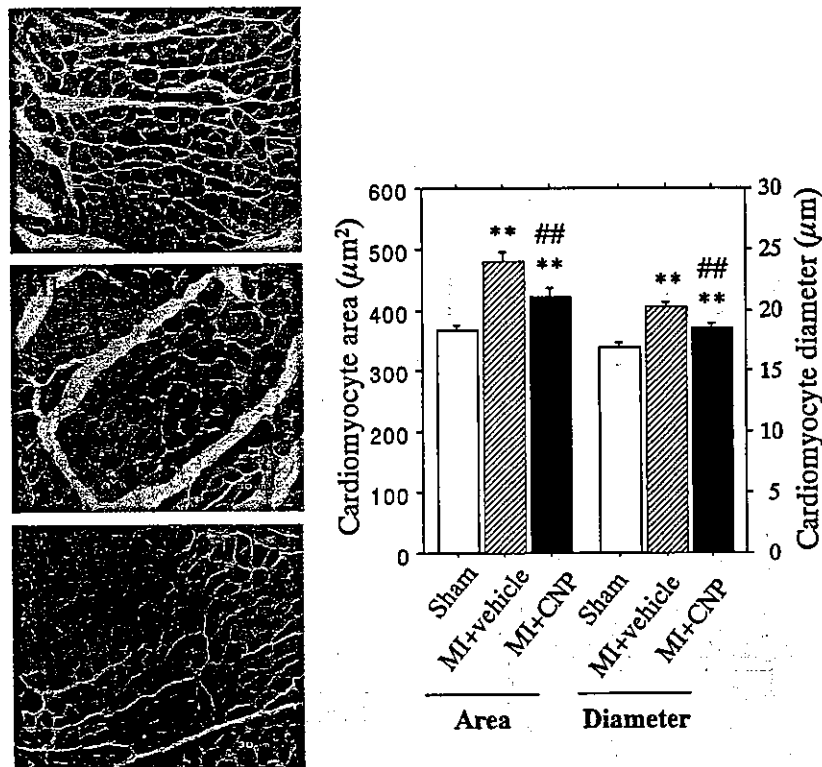 600
500
400
300
200
100
0
Cardiomyocyte area (μm²)
**
##
**
**
##
**
30
25
20
15
10
5
0
Cardiomyocyte diameter (μm)
Sham
MI+vehicle
MI+CNP
Sham
MI+vehicle
MI+CNP
Area
Diameter